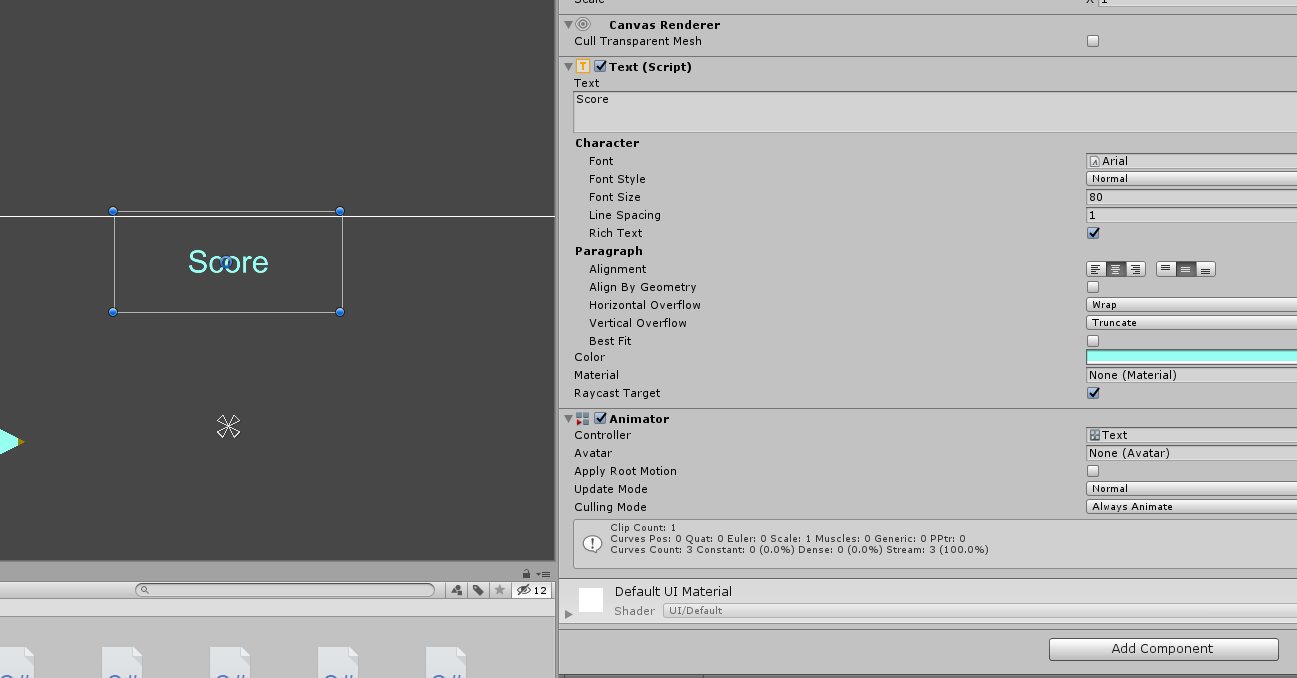 Scale
X 1
Canvas Renderer
Cull Transparent Mesh
T Text (Script)
Text
Score
Character
Font
Arial
Font Style
Normal
Font Size
80
Line Spacing
1
Rich Text
Paragraph
Alignment
Align By Geometry
Horizontal Overflow
Wrap
Vertical Overflow
Truncate
Best Fit
Color
Material
None (Material)
Raycast Target
Animator
Controller
Text
Avatar
None (Avatar)
Apply Root Motion
Update Mode
Normal
Culling Mode
Always Animate
Clip Count: 1
Curves Pos: 0 Quat: 0 Euler: 0 Scale: 1 Muscles: 0 Generic: 0 PPtr: 0
Curves Count: 3 Constant: 0 (0.0%) Dense: 0 (0.0%) Stream: 3 (100.0%)
Default UI Material
Shader UI/Default
Add Component
Score
12
C# C# C# C# C#